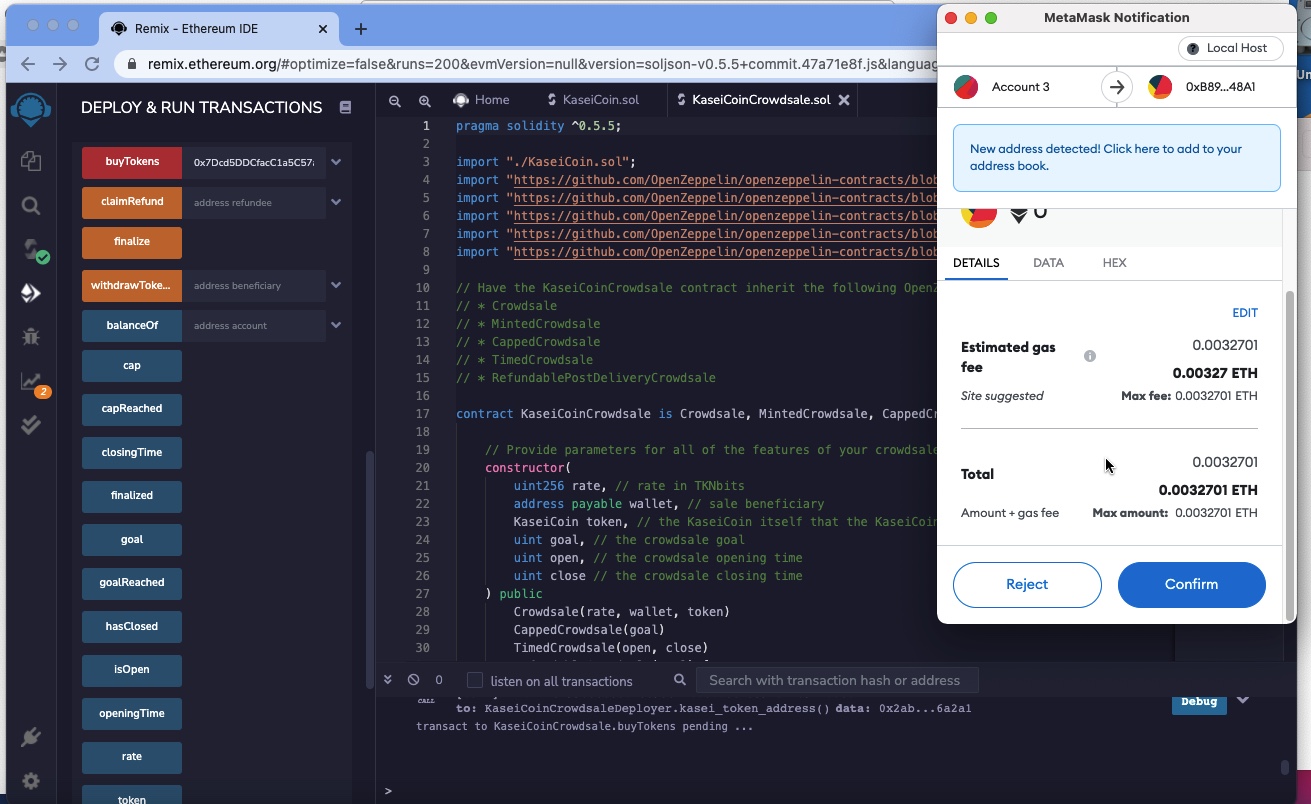 Remix - Ethereum IDE
remix.ethereum.org/#optimize=false&runs=200&evmVersion=null&version=soljson-v0.5.5+commit.47a71e8f.js&languag
DEPLOY & RUN TRANSACTIONS
buyTokens
0x7Dcd5DDCfacC1a5C57
claimRefund
address refundee
finalize
withdrawToke...
address beneficiary
balanceOf
address account
cap
capReached
closingTime
finalized
goal
goalReached
hasClosed
isOpen
openingTime
rate
token
2
Home
KaseiCoin.sol
KaseiCoinCrowdsale.sol
1 pragma solidity ^0.5.5;
2
3 import "./KaseiCoin.sol";
4 import "https://github.com/OpenZeppelin/openzeppelin-contracts/blob
5 import "https://github.com/OpenZeppelin/openzeppelin-contracts/blob
6 import "https://github.com/OpenZeppelin/openzeppelin-contracts/blob
7 import "https://github.com/OpenZeppelin/openzeppelin-contracts/blob
8 import "https://github.com/OpenZeppelin/openzeppelin-contracts/blob
9
10 // Have the KaseiCoinCrowdsale contract inherit the following OpenZ
11 // * Crowdsale
12 // * MintedCrowdsale
13 // * CappedCrowdsale
14 // * TimedCrowdsale
15 // * RefundablePostDeliveryCrowdsale
16
17 contract KaseiCoinCrowdsale is Crowdsale, MintedCrowdsale, CappedCr
18
19 // Provide parameters for all of the features of your crowdsale
20 constructor(
21 uint256 rate, // rate in TKNbits
22 address payable wallet, // sale beneficiary
23 KaseiCoin token, // the KaseiCoin itself that the KaseiCoin
24 uint goal, // the crowdsale goal
25 uint open, // the crowdsale opening time
26 uint close // the crowdsale closing time
27 ) public
28 Crowdsale(rate, wallet, token)
29 CappedCrowdsale(goal)
30 TimedCrowdsale(open, close)
0
listen on all transactions
Search with transaction hash or address
to: KaseiCoinCrowdsaleDeployer.kasei_token_address() data: 0x2ab...6a2a1
Debug
transact to KaseiCoinCrowdsale.buyTokens pending ...
>
MetaMask Notification
Local Host
Account 3
0xB89...48A1
New address detected! Click here to add to your
address book.
0
DETAILS
DATA
HEX
EDIT
Estimated gas
fee
0.0032701
0.00327 ETH
Site suggested
Max fee: 0.0032701 ETH
Total
0.0032701
0.0032701 ETH
Amount + gas fee
Max amount: 0.0032701 ETH
Reject
Confirm